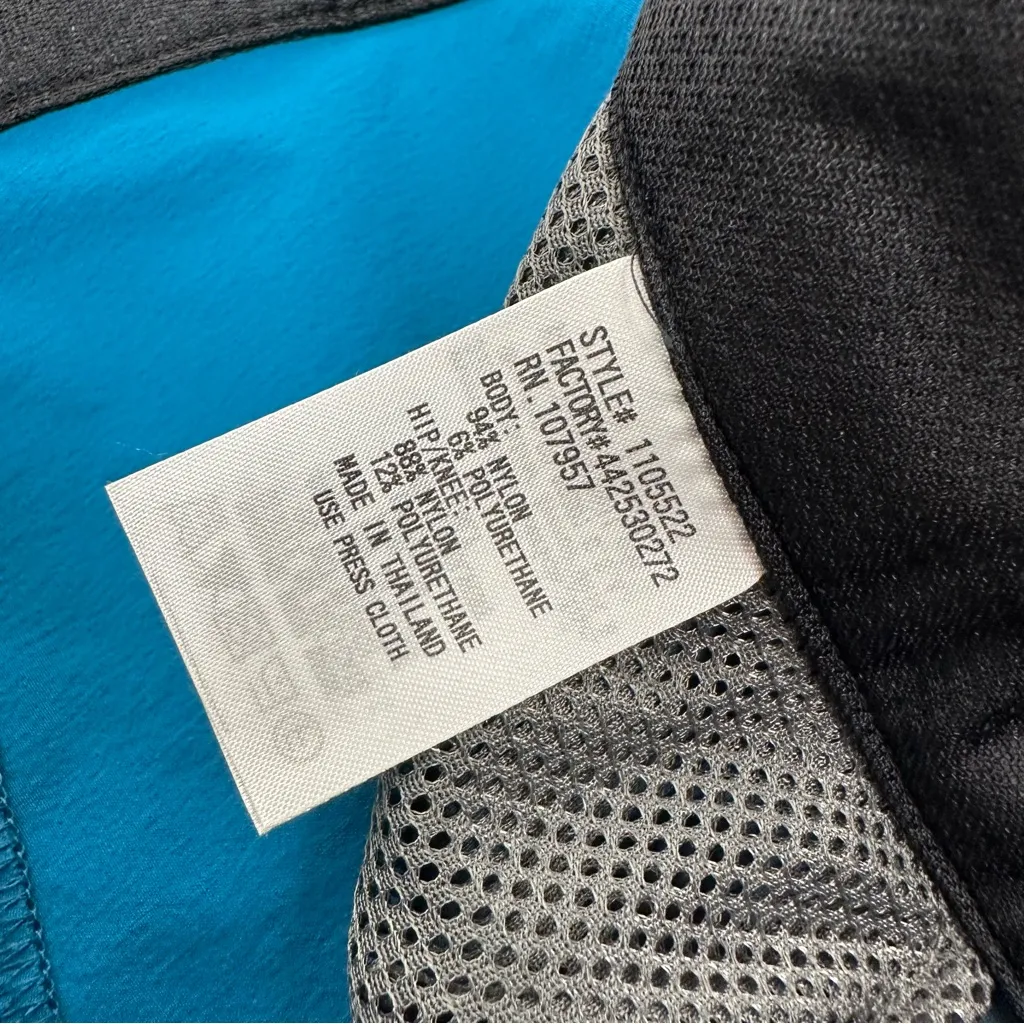 STYLE# 1105522
FACTORY#442530272
RN. 107957
BODY:
94% NYLON
6% POLYURETHANE
HIP/KNEE:
88% NYLON
12% POLYURETHANE
MADE IN THAILAND
USE PRESS CLOTH